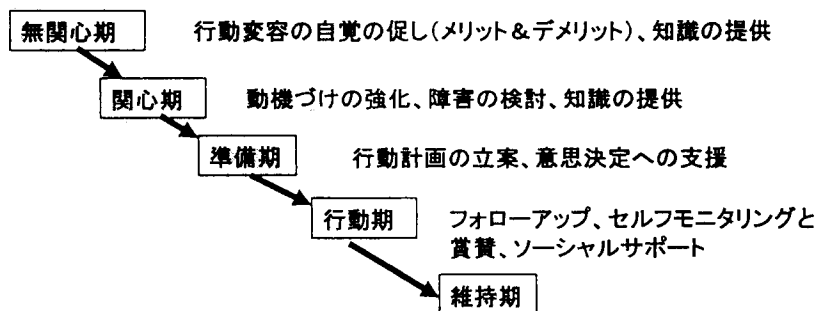 無関心期 行動変容の自覚の促し(メリット＆デメリット)、知識の提供
関心期 動機づけの強化、障害の検討、知識の提供
準備期 行動計画の立案、意思決定への支援
行動期 フォローアップ、セルフモニタリングと
賞賛、ソーシャルサポート
維持期